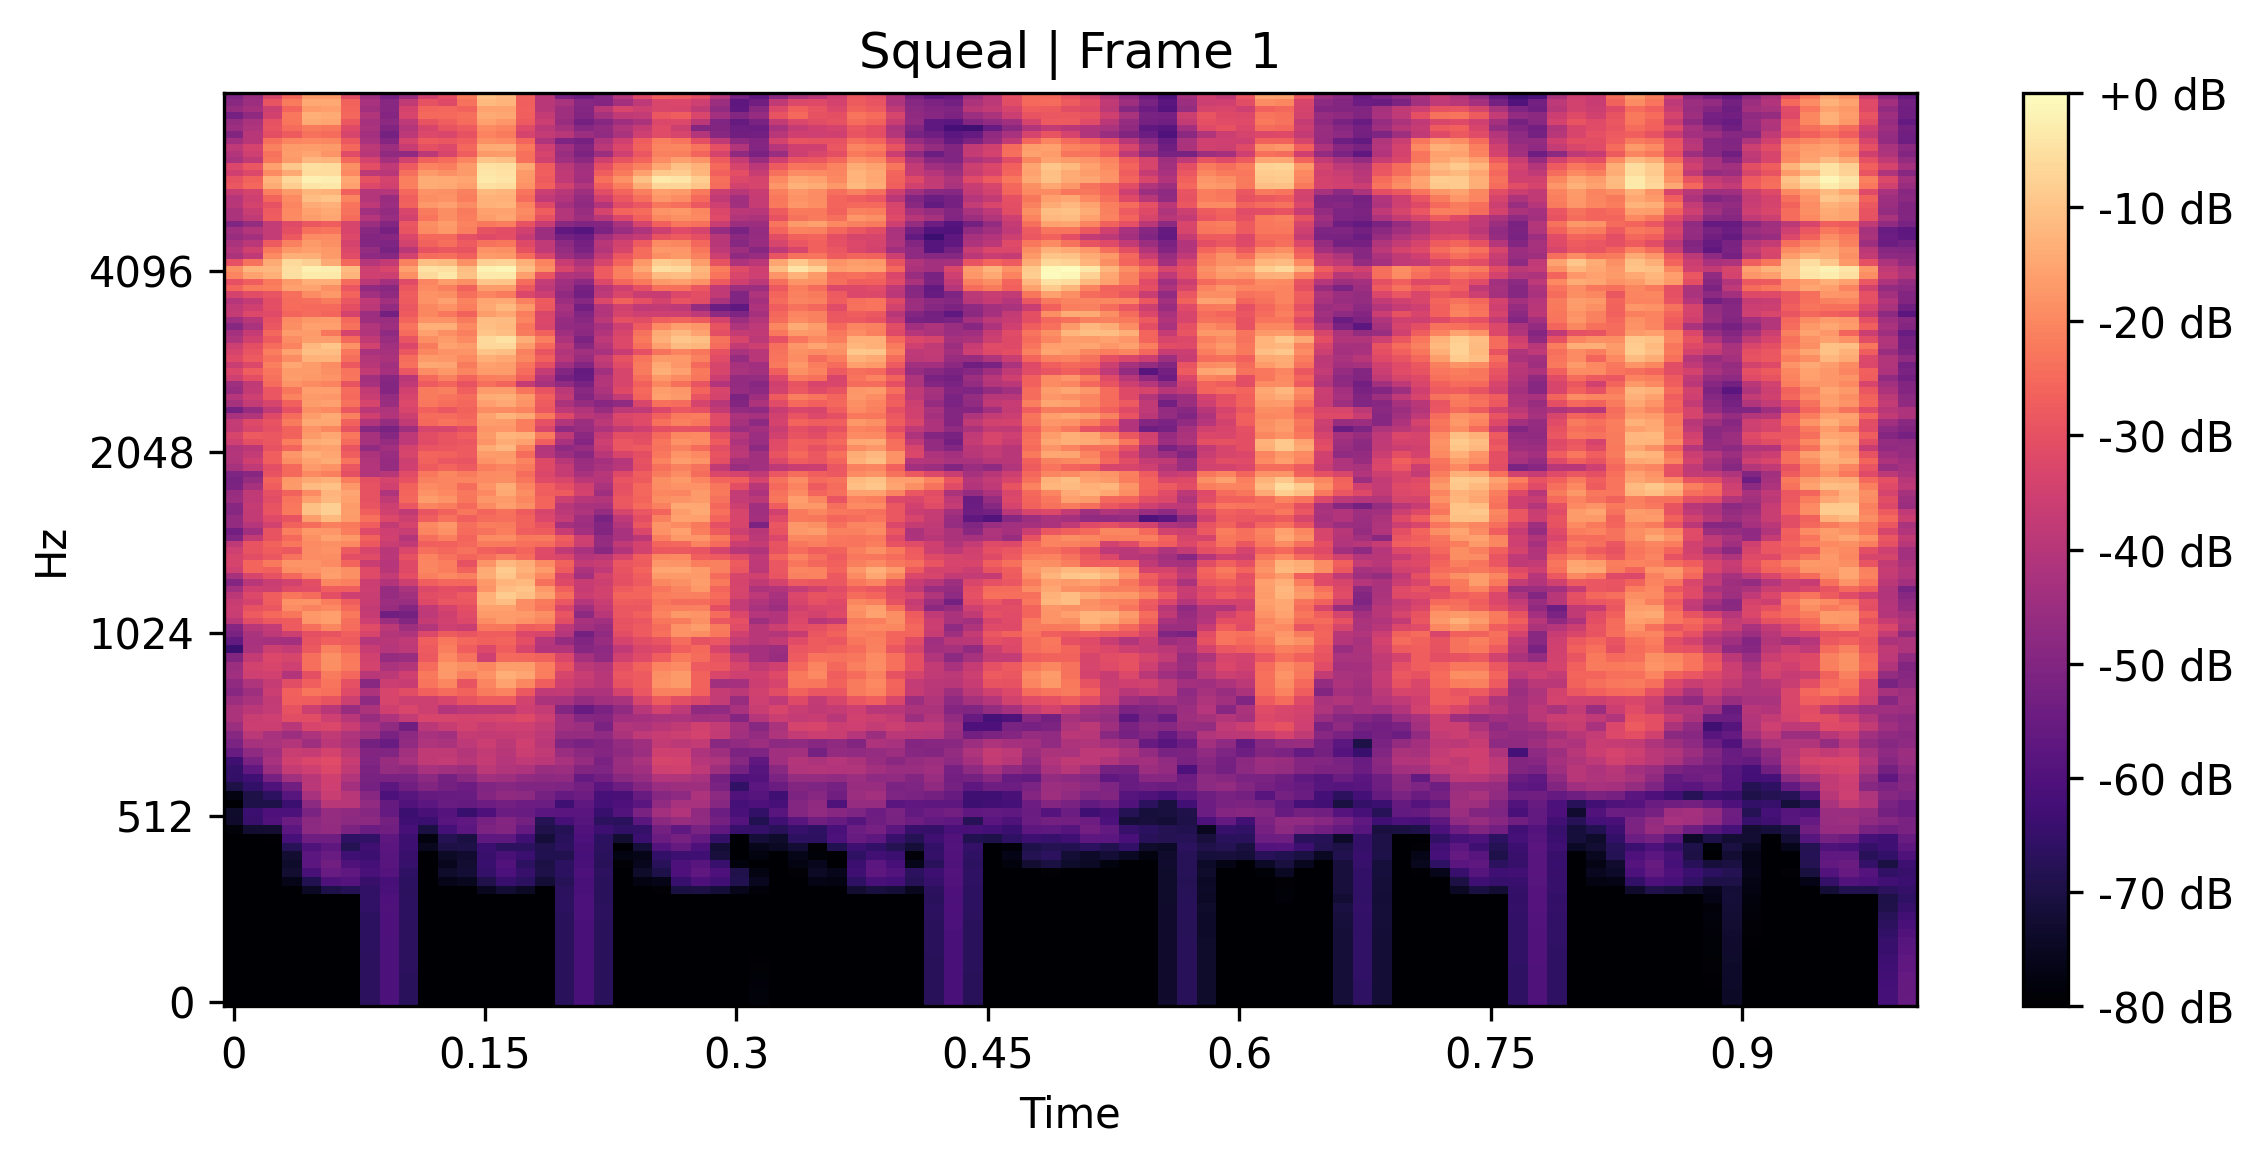 Squeal | Frame 1
+0 dB
-10 dB
-20 dB
-30 dB
-40 dB
-50 dB
-60 dB
-70 dB
-80 dB
Hz
4096
2048
1024
512
0
0 0.15 0.3 0.45 0.6 0.75 0.9
Time